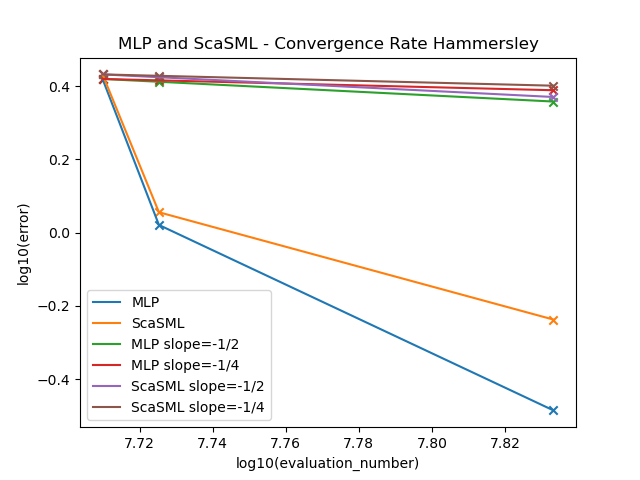 MLP and ScaSML - Convergence Rate Hammersley
log10(error)
0.4
0.2
0.0
−0.2
−0.4
MLP
ScaSML
MLP slope=-1/2
MLP slope=-1/4
ScaSML slope=-1/2
ScaSML slope=-1/4
7.72 7.74 7.76 7.78 7.80 7.82
log10(evaluation_number)